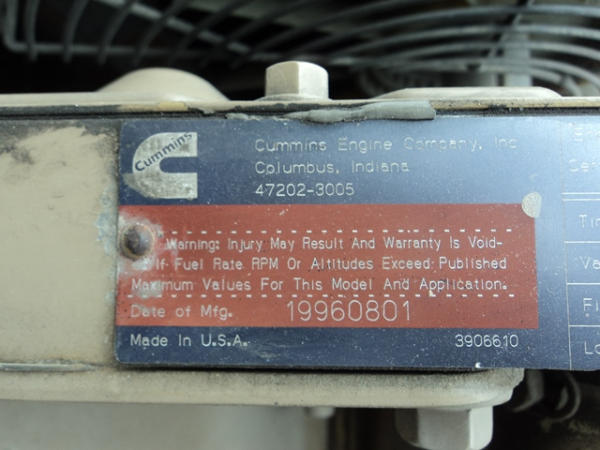 Cummins
Cummins Engine Company, Inc
Columbus, Indiana
47202-3005
Warning: Injury May Result And Warranty Is Void-
If Fuel Rate RPM Or Altitudes Exceed Published
Maximum Values For This Model And Application.
Date of Mfg. 19960801
Made In U.S.A. 3906610